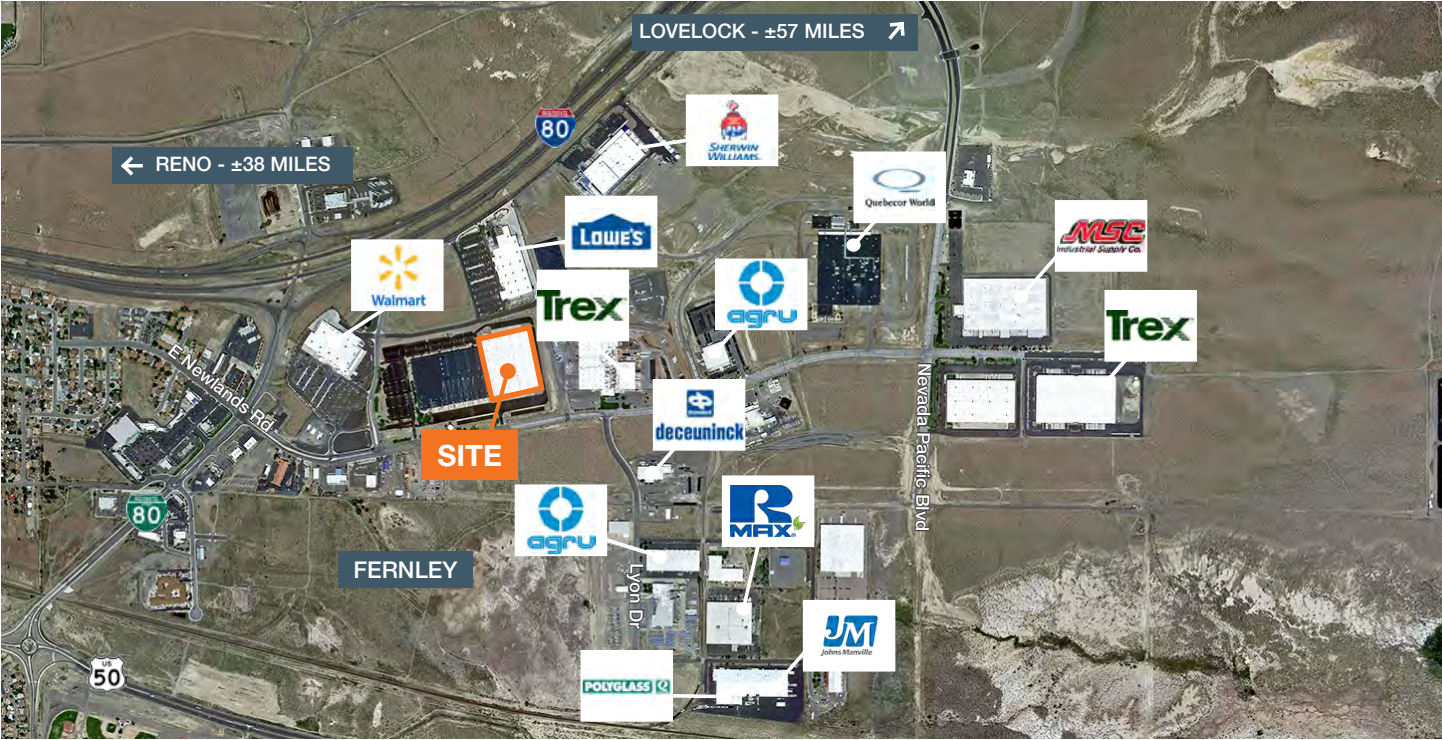 LOVELOCK - ±57 MILES
80
SHERWIN
WILLIAMS
RENO - ±38 MILES
Quebecor World
LOWE'S
MSC
Industrial Supply Co.
Walmart
Trex
agru
Trex
E Newlands Rd
Nevada Pacific Blvd
deceuninck
SITE
R
MAX
agru
80
FERNLEY
Lyon Dr
JM
Johns Manville
US
50
POLYGLASS